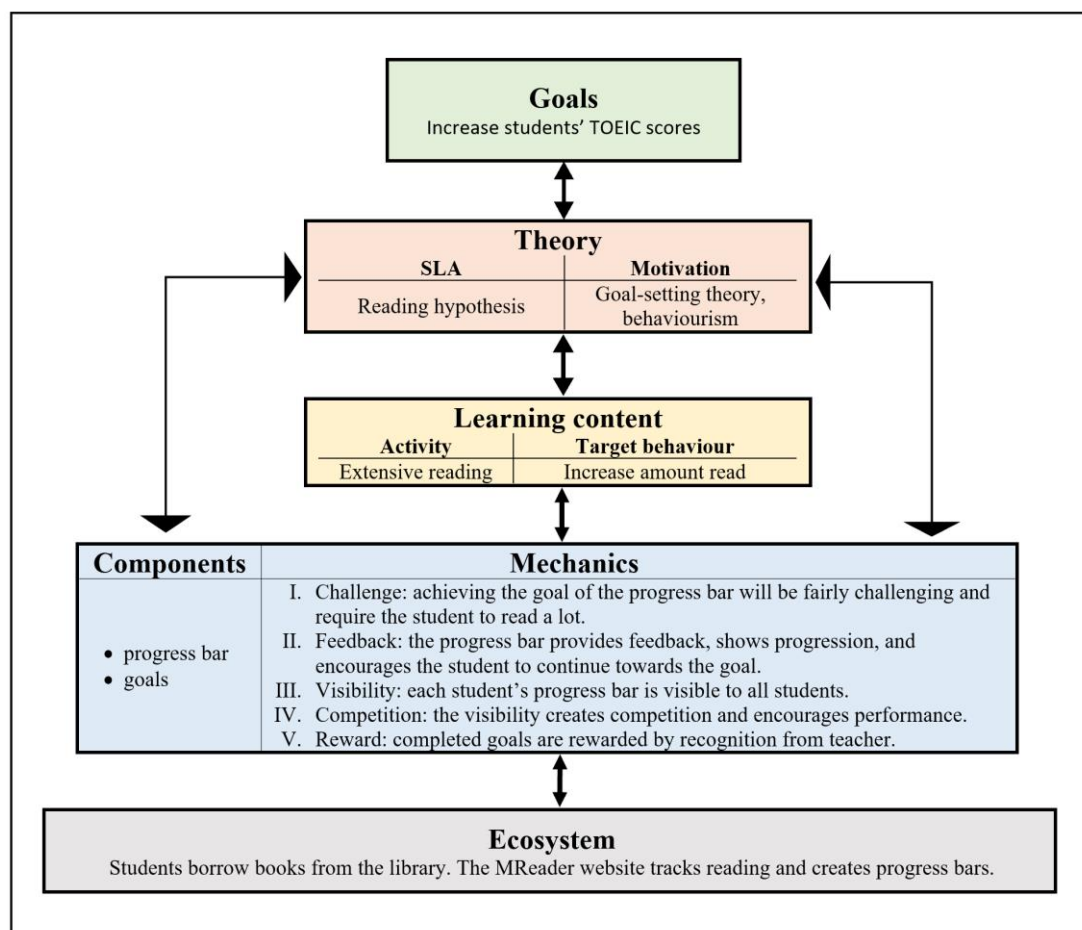 Goals
Increase students’ TOEIC scores
Theory
SLA
Motivation
Reading hypothesis
Goal-setting theory,
behaviourism
Learning content
Activity
Target behaviour
Extensive reading
Increase amount read
Components
• progress bar
• goals
Mechanics
I. Challenge: achieving the goal of the progress bar will be fairly challenging and
require the student to read a lot.
II. Feedback: the progress bar provides feedback, shows progression, and
encourages the student to continue towards the goal.
III. Visibility: each student’s progress bar is visible to all students.
IV. Competition: the visibility creates competition and encourages performance.
V. Reward: completed goals are rewarded by recognition from teacher.
Ecosystem
Students borrow books from the library. The MReader website tracks reading and creates progress bars.